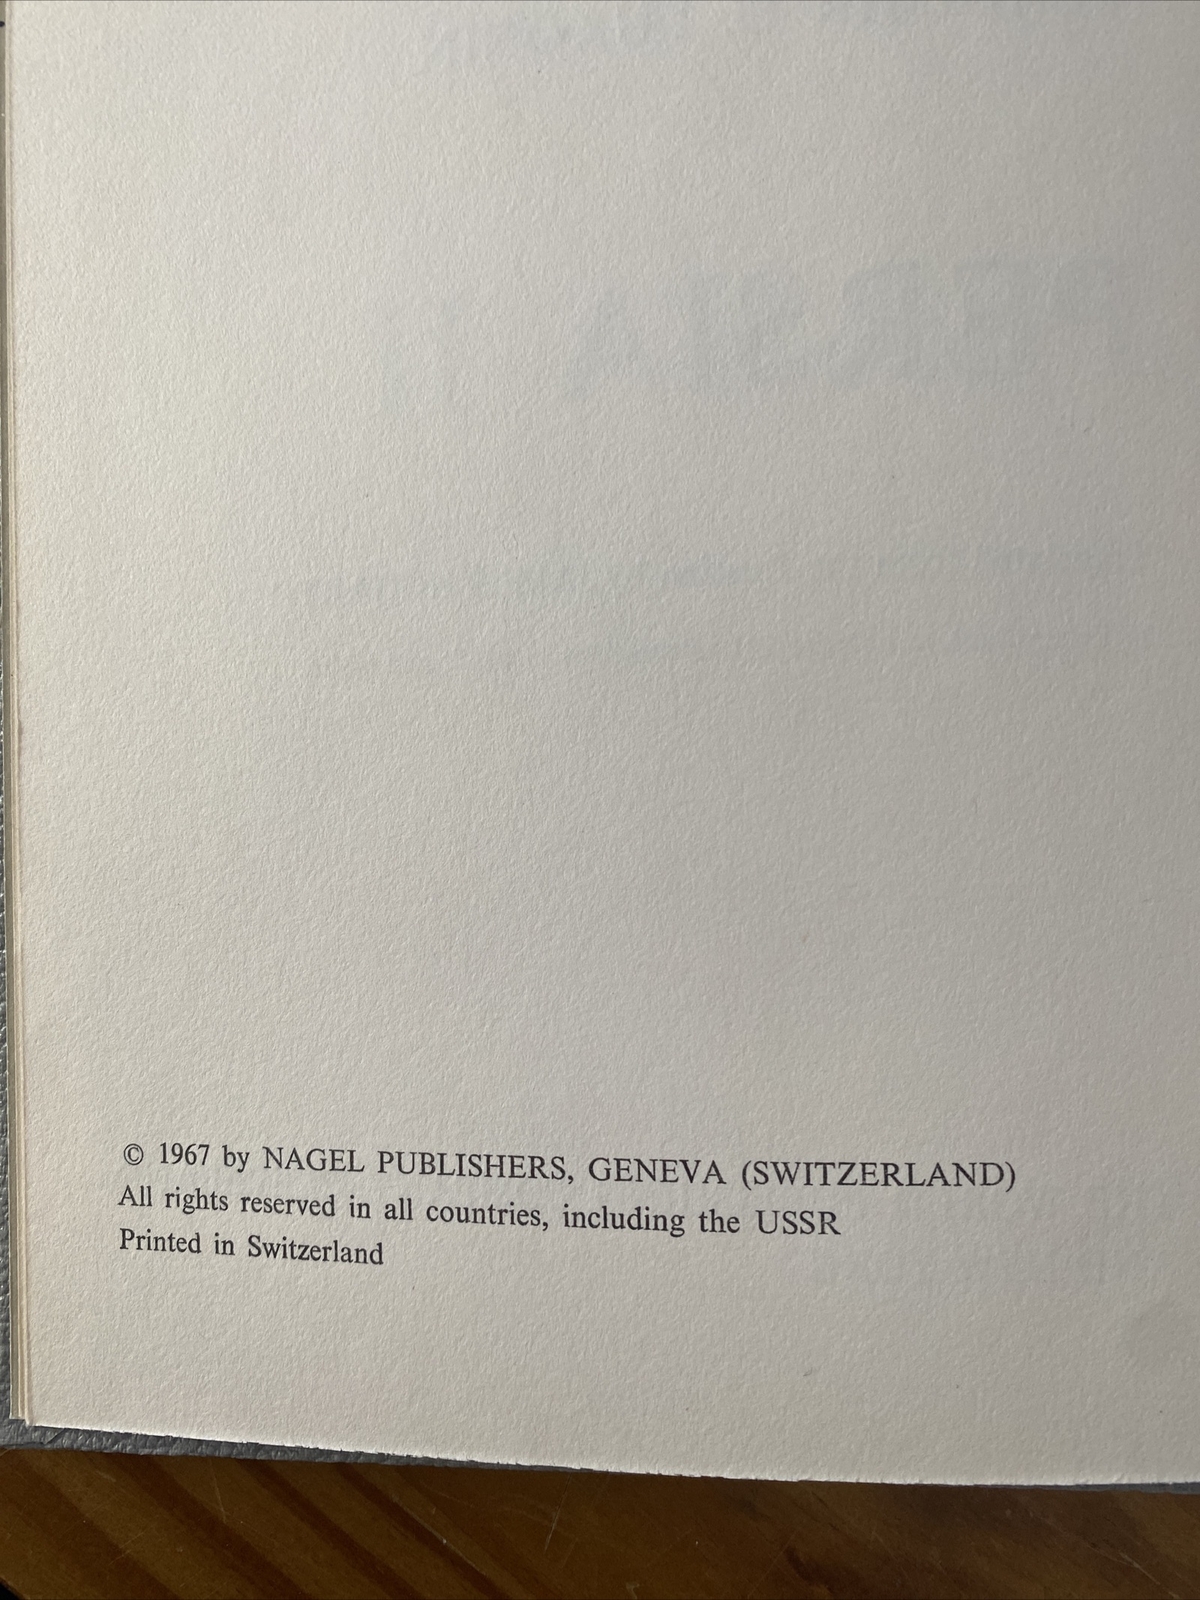 © 1967 by NAGEL PUBLISHERS, GENEVA (SWITZERLAND)
All rights reserved in all countries, including the USSR
Printed in Switzerland